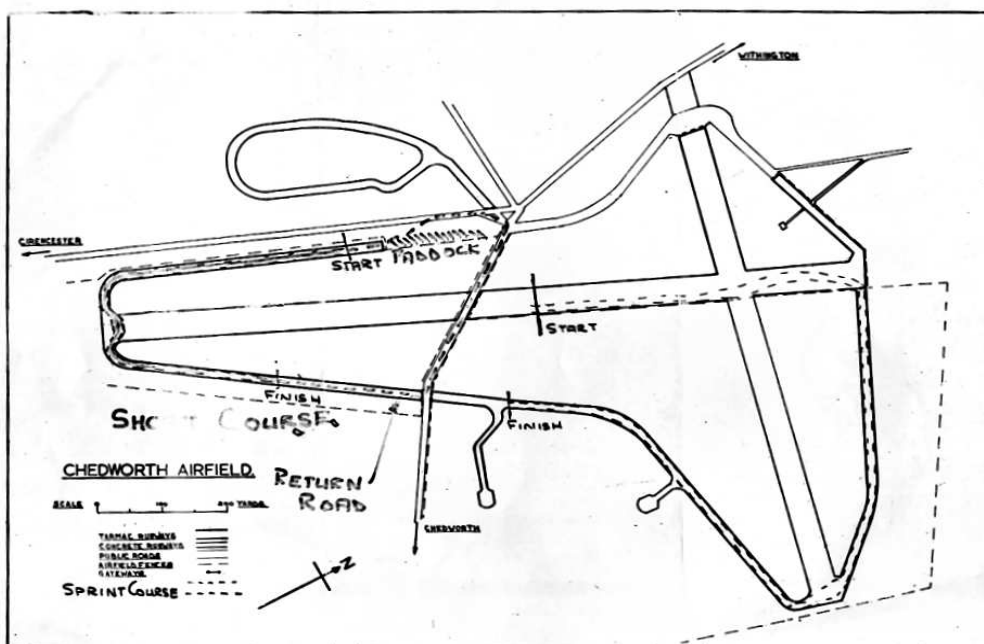 WITHINGTON
CIRENCESTER
START PADDOCK
START
FINISH
FINISH
COURSE
CHEDWORTH AIRFIELD.
RETURN
ROAD
SCALE
YARDS
TARMAC RUNWAYS
CONCRETE RUNWAYS
PUBLIC ROADS
AIRFIELD FENCES
GATEWAYS
SPRINT COURSE
CHEDWORTH
N